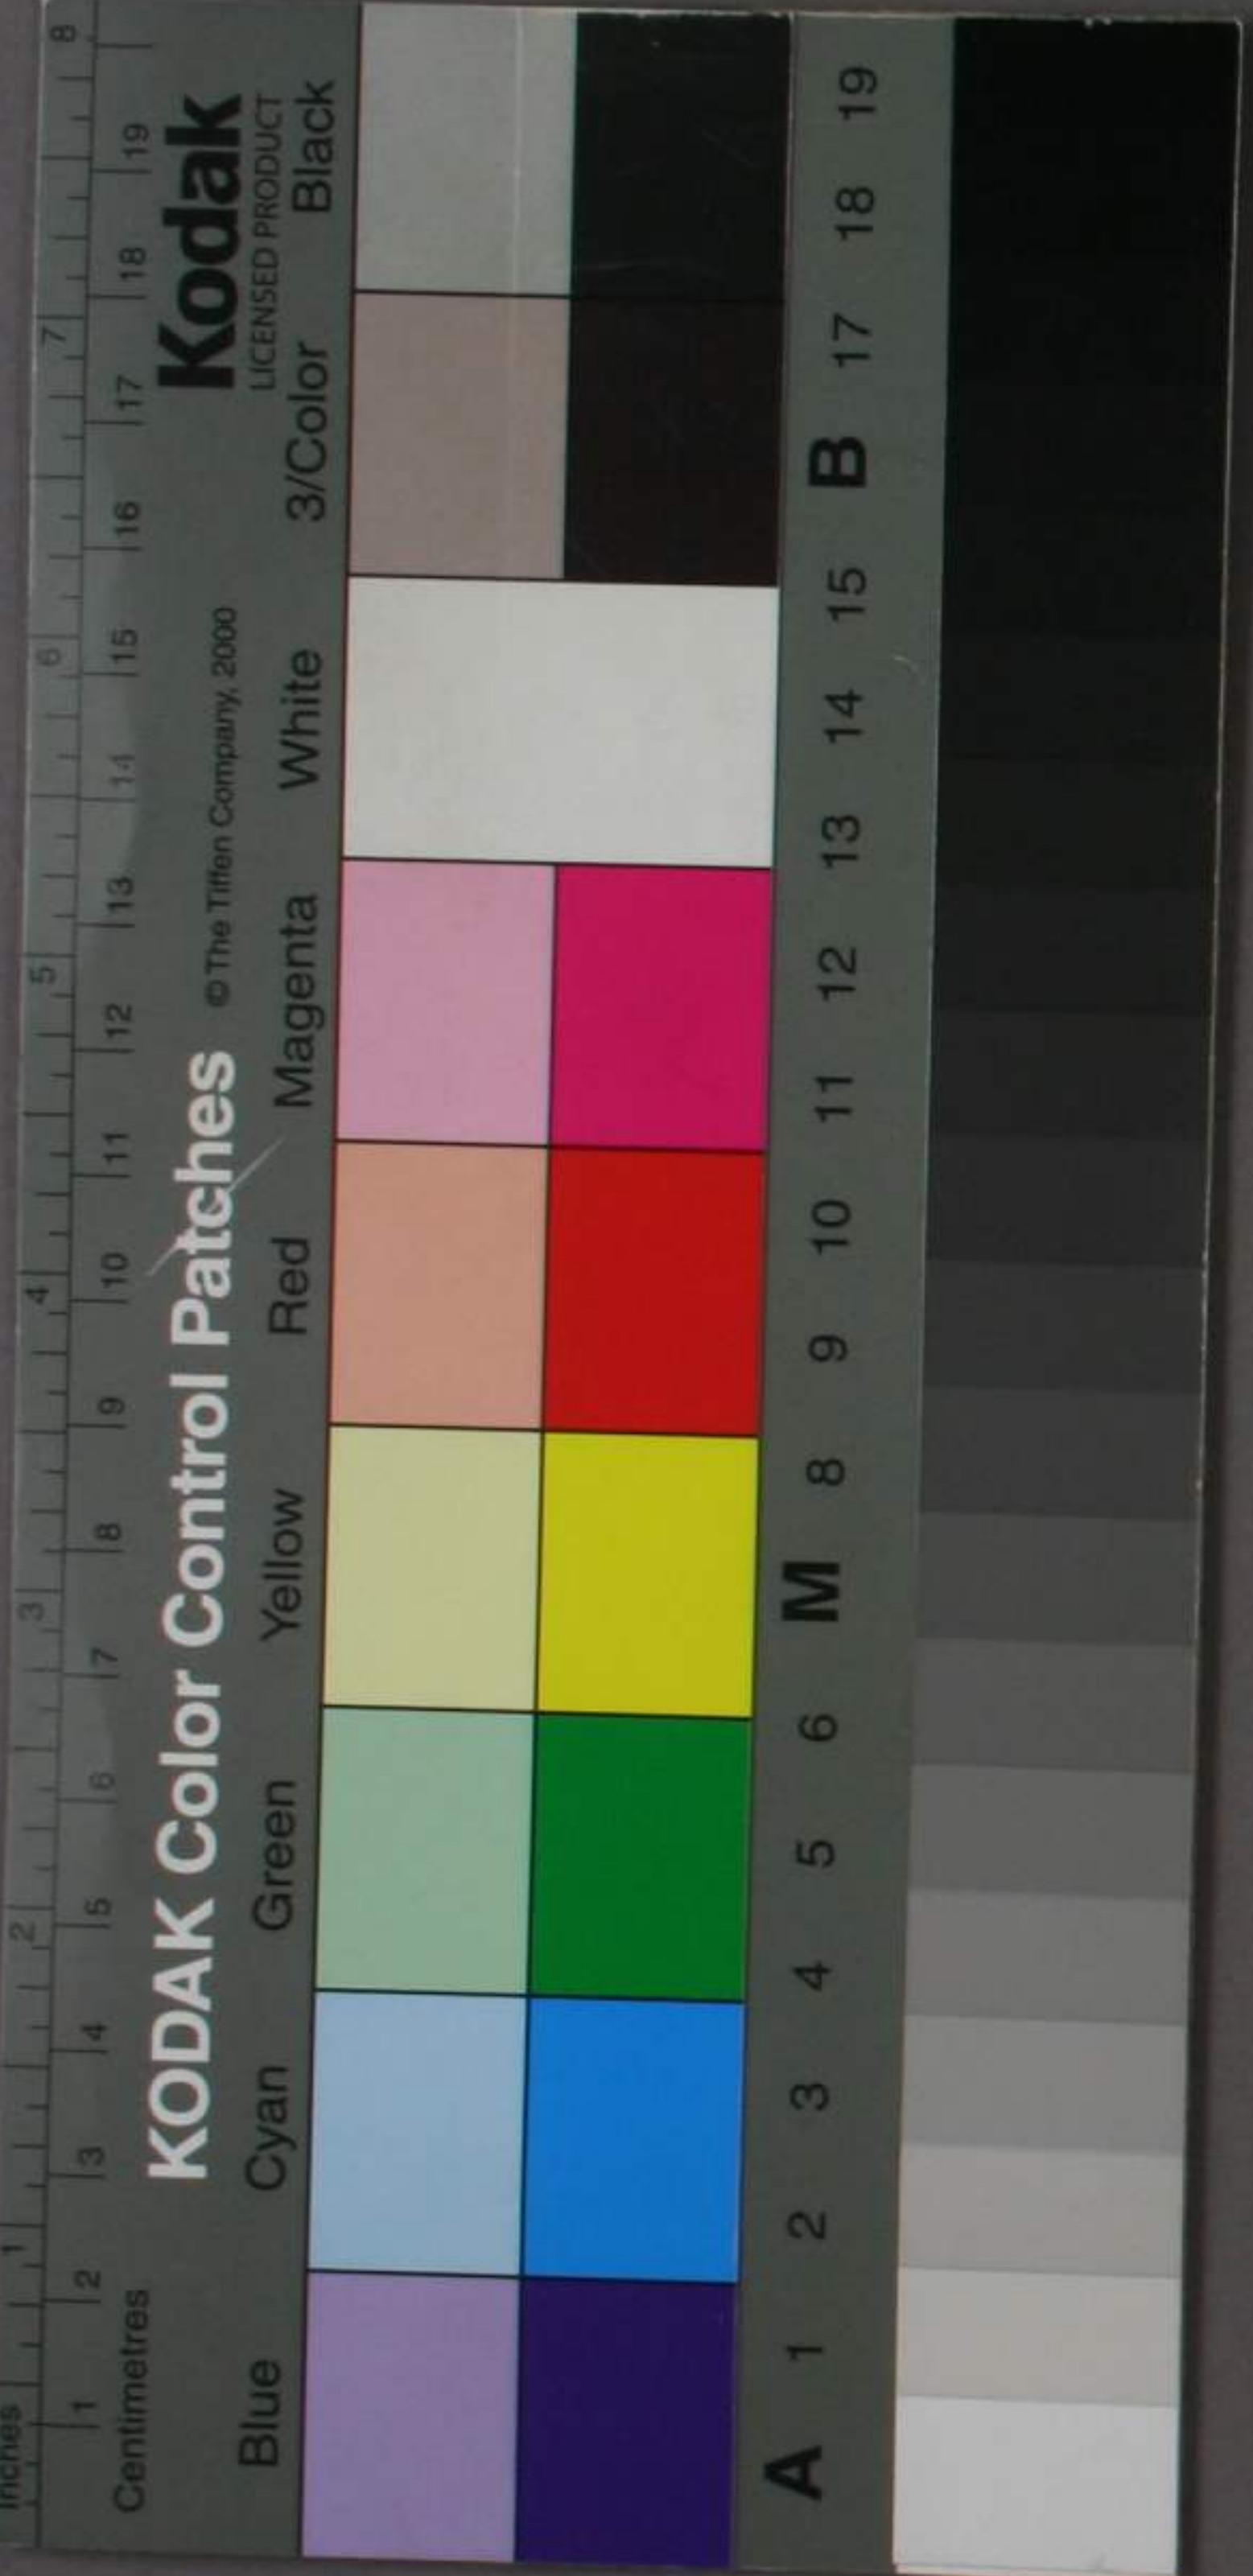 Inches 1 2 3 4 5 6 7 8
Centimetres 1 2 3 4 5 6 7 8 9 10 11 12 13 14 15 16 17 18 19
KODAK Color Control Patches © The Tiffen Company, 2000 Kodak
LICENSED PRODUCT
Blue Cyan Green Yellow Red Magenta White 3/Color Black
A 1 2 3 4 5 6 M 8 9 10 11 12 13 14 15 B 17 18 19